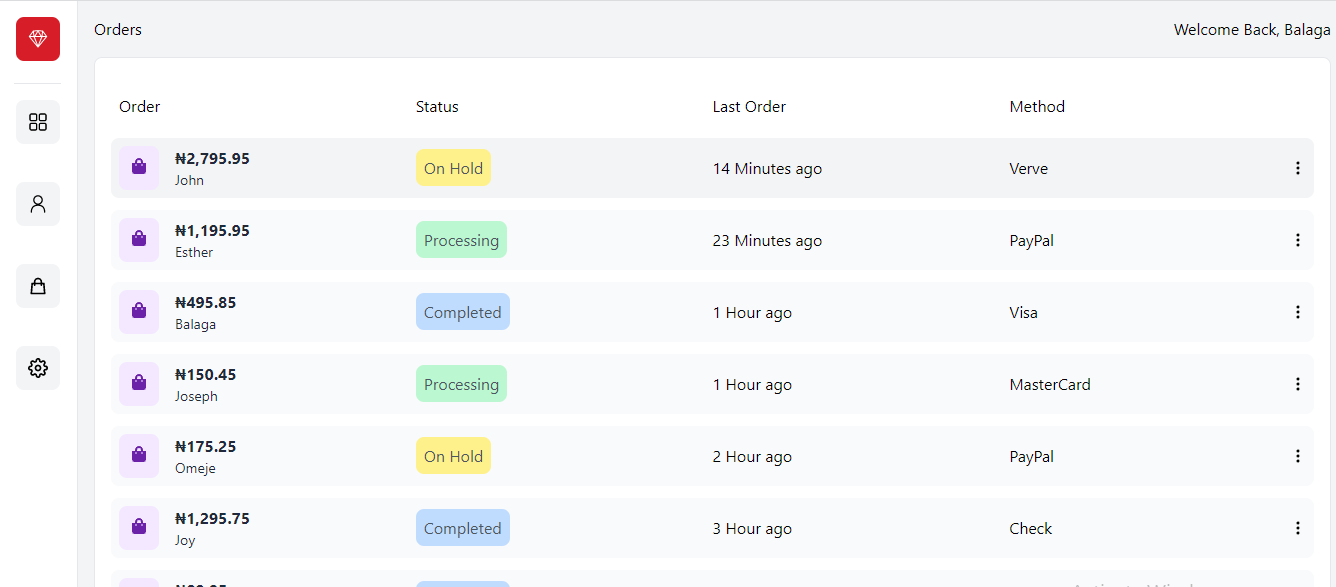 Orders
Welcome Back, Balaga
Order Status Last Order Method
₦2,795.95
John
On Hold
14 Minutes ago
Verve
₦1,195.95
Esther
Processing
23 Minutes ago
PayPal
₦495.85
Balaga
Completed
1 Hour ago
Visa
₦150.45
Joseph
Processing
1 Hour ago
MasterCard
₦175.25
Omeje
On Hold
2 Hour ago
PayPal
₦1,295.75
Joy
Completed
3 Hour ago
Check